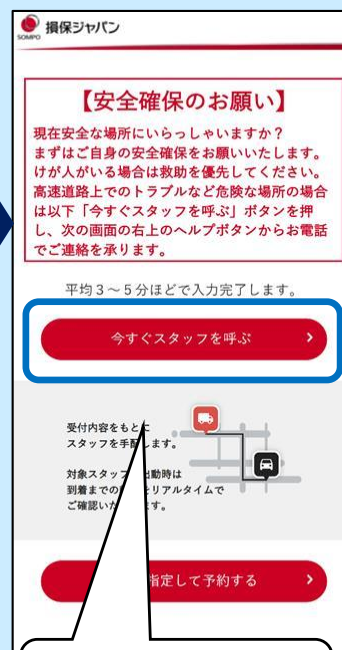 SOMPO
損保ジャパン
【安全確保のお願い】
現在安全な場所にいらっしゃいますか？
まずはご自身の安全確保をお願いいたします。
けが人がいる場合は救助を優先してください。
高速道路上でのトラブルなど危険な場所の場合
は以下「今すぐスタッフを呼ぶ」ボタンを押
し、次の画面の右上のヘルプボタンからお電話
でご連絡を承ります。
平均３～５分ほどで入力完了します。
今すぐスタッフを呼ぶ
受付内容をもとに
スタッフを手配します。
対象スタッフ 出動時は
到着までの をリアルタイムで
ご確認いた す。
指定して予約する